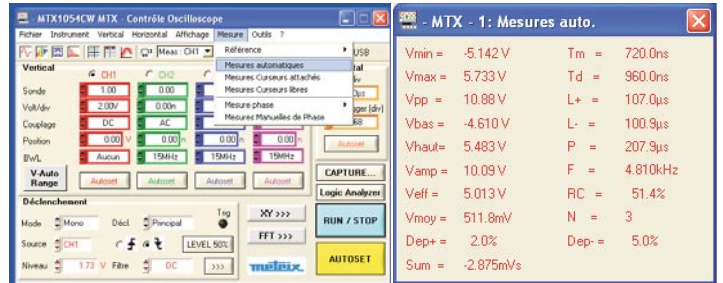 - MTX1054CW MTX - Contrôle Oscilloscope
Fichier Instrument Vertical Horizontal Affichage Mesure Outils ?
Meas : CH1
USB
Référence
Mesures automatiques
Mesures Curseurs attachés
Mesures Curseurs libres
Mesure phase
Mesures Manuelles de Phase
Vertical
CH1 CH2
Sonde 1.00 0.00
Volt/div 2.00V 0.00n
Couplage DC AC
Position 0.00 V 0.00 n 0.00 n 0.00 n
BWL Aucun 15MHz 15MHz 15MHz
V-Auto Range
Autoset Autoset Autoset Autoset
Autoset
CAPTURE...
Logic Analyzer
Déclenchement
Mode Mono Décl. Principal Trig
XY >>>
FFT >>>
RUN / STOP
Source CH1 LEVEL 50%
Niveau 1.73 V Filtre DC >>>
metrix
AUTOSET
- MTX - 1: Mesures auto.
Vmin = -5.142 V Tm = 720.0ns
Vmax = 5.733 V Td = 960.0ns
Vpp = 10.88 V L+ = 107.0µs
Vbas = -4.610 V L- = 100.9µs
Vhaut= 5.483 V P = 207.9µs
Vamp = 10.09 V F = 4.810kHz
Veff = 5.013 V RC = 51.4%
Vmoy = 511.8mV N = 3
Dep+ = 2.0% Dep- = 5.0%
Sum = -2.875mVs